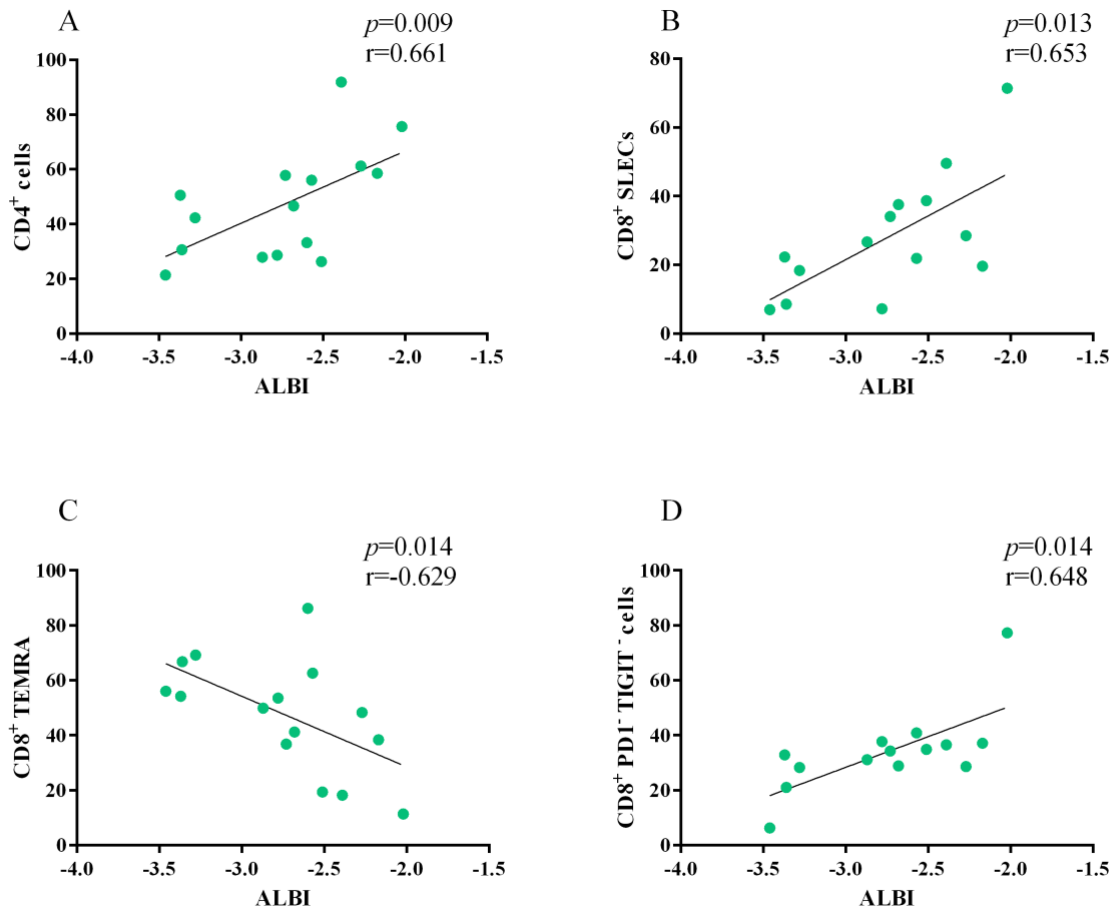 A
p=0.009
r=0.661
100
80
60
40
20
0
CD4⁺ cells
-4.0 -3.5 -3.0 -2.5 -2.0 -1.5
ALBI
B
p=0.013
r=0.653
80
60
40
20
0
CD8⁺ SLECs
-4.0 -3.5 -3.0 -2.5 -2.0 -1.5
ALBI
C
p=0.014
r=-0.629
100
80
60
40
20
0
CD8⁺ TEMRA
-4.0 -3.5 -3.0 -2.5 -2.0 -1.5
ALBI
D
p=0.014
r=0.648
100
80
60
40
20
0
CD8⁺ PD1⁻ TIGIT ⁻ cells
-4.0 -3.5 -3.0 -2.5 -2.0 -1.5
ALBI